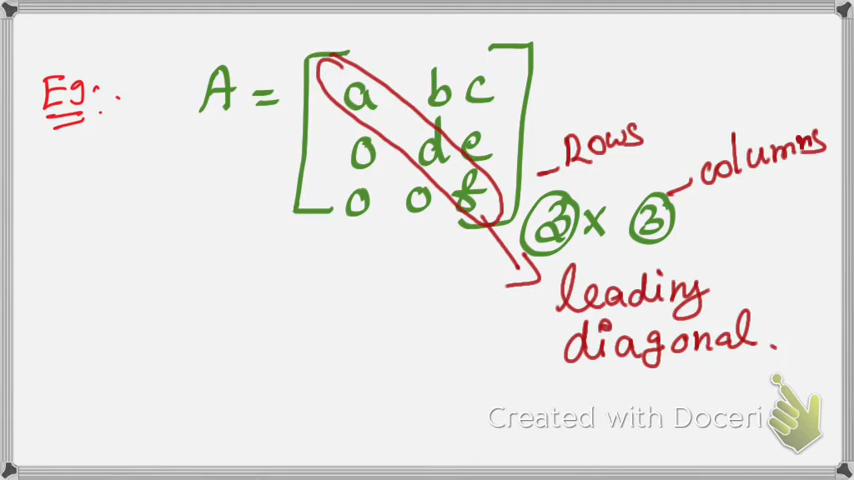 Eg:-
A = [ a b c
0 d e
0 0 f ] 3 x 3
Rows
columns
leading
diagonal.
Created with Doceri